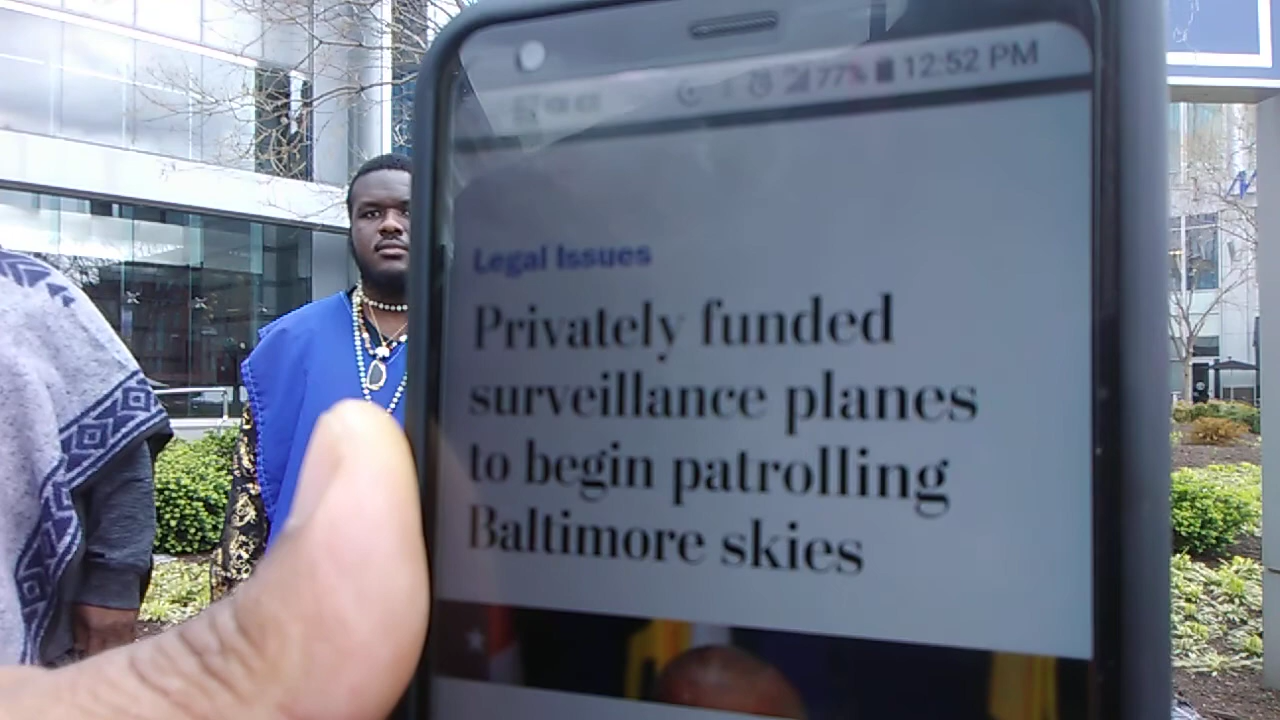 77% 12:52 PM
Legal Issues
Privately funded
surveillance planes
to begin patrolling
Baltimore skies